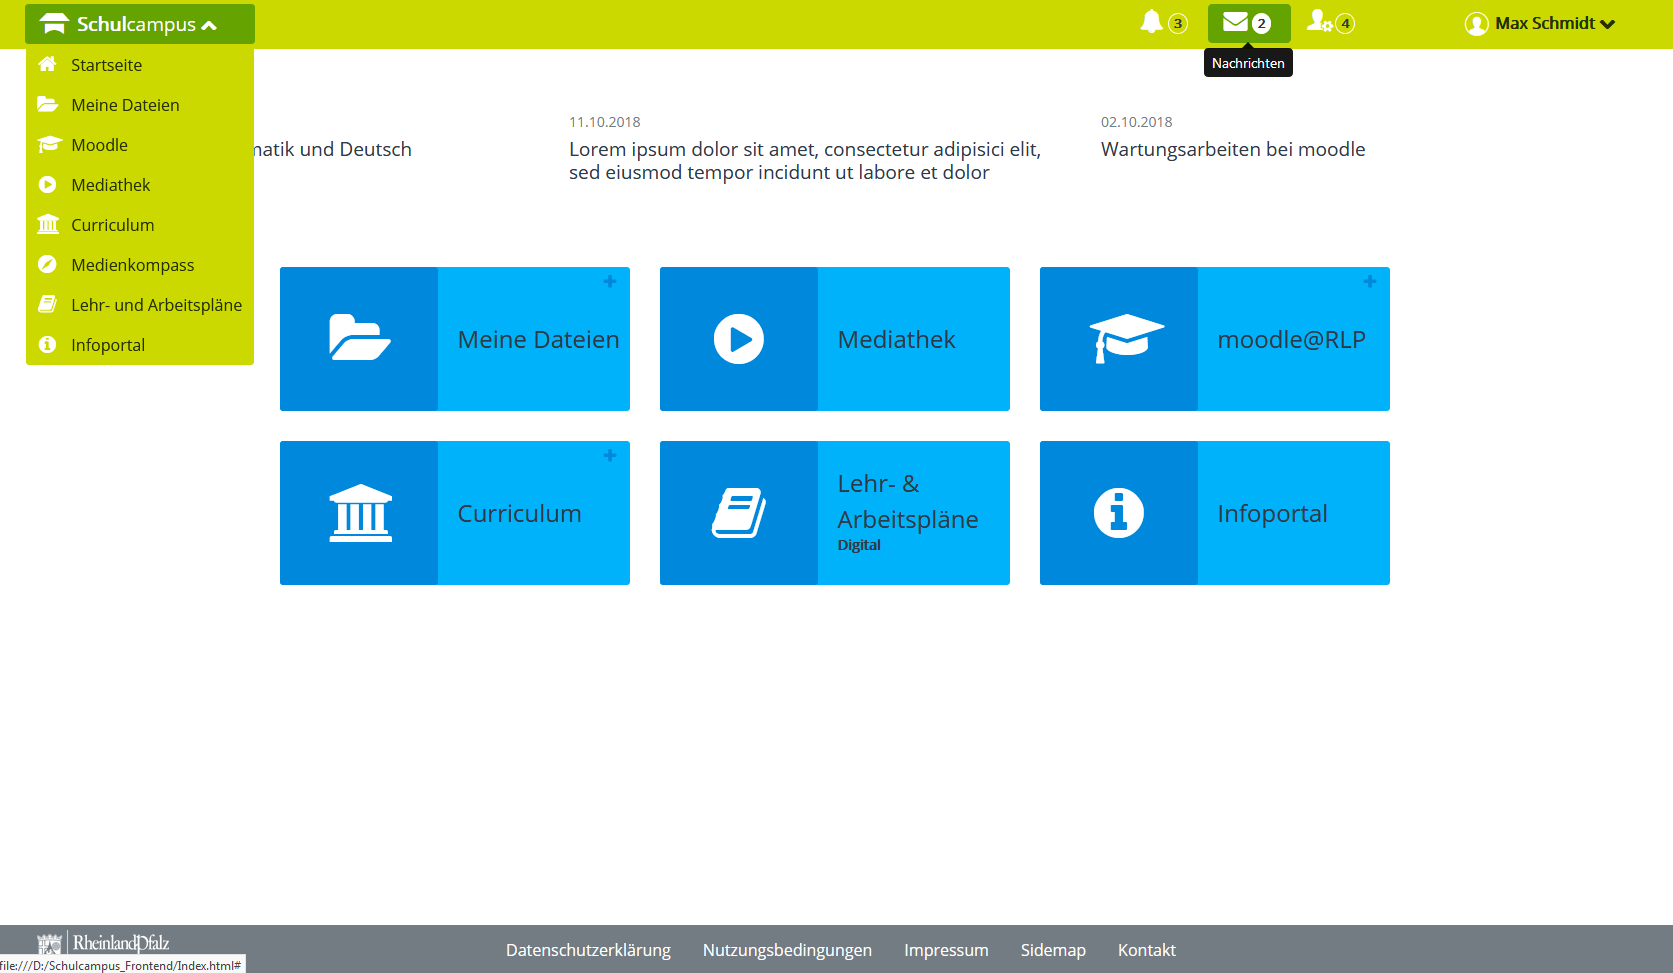 Schulcampus
3
2
4
Max Schmidt
Nachrichten
Startseite
Meine Dateien
Moodle
Mediathek
Curriculum
Medienkompass
Lehr- und Arbeitspläne
Infoportal
matik und Deutsch
11.10.2018
Lorem ipsum dolor sit amet, consectetur adipisici elit,
sed eiusmod tempor incidunt ut labore et dolor
02.10.2018
Wartungsarbeiten bei moodle
Meine Dateien
Mediathek
moodle@RLP
Curriculum
Lehr- &
Arbeitspläne
Digital
Infoportal
RheinlandPfalz
Datenschutzerklärung
Nutzungsbedingungen
Impressum
Sidemap
Kontakt
file:///D:/Schulcampus_Frontend/Index.html#